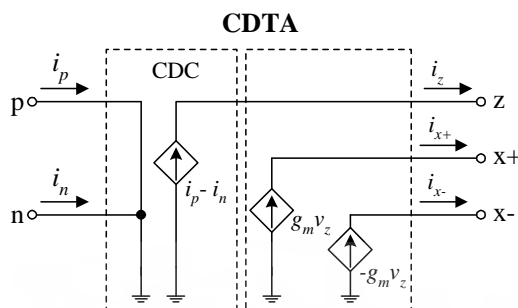 CDTA
CDC
i_p
p
i_n
n
i_p - i_n
g_m v_z
-g_m v_z
i_z
z
i_x+
x+
i_x-
x-